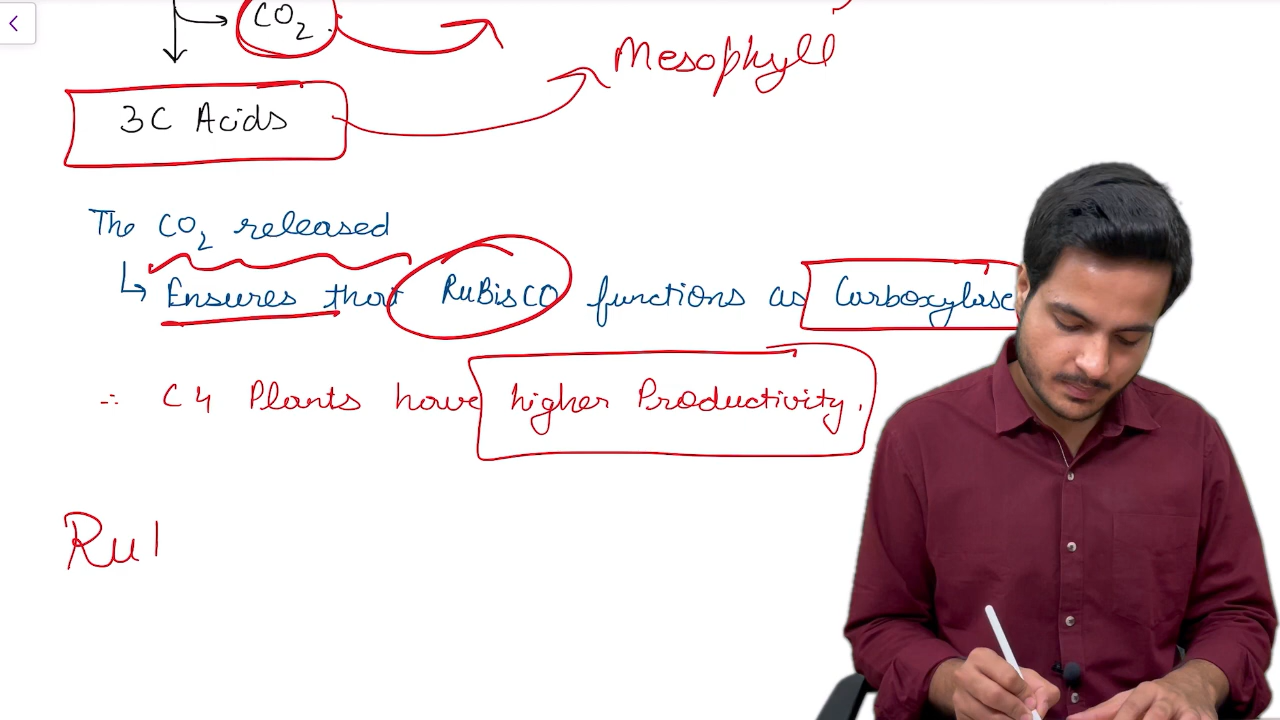 CO₂.
Mesophyll
3C Acids
The CO₂ released
↳ Ensures that RuBisCO functions as Carboxylase
∴ C4 Plants have higher Productivity.
Ru